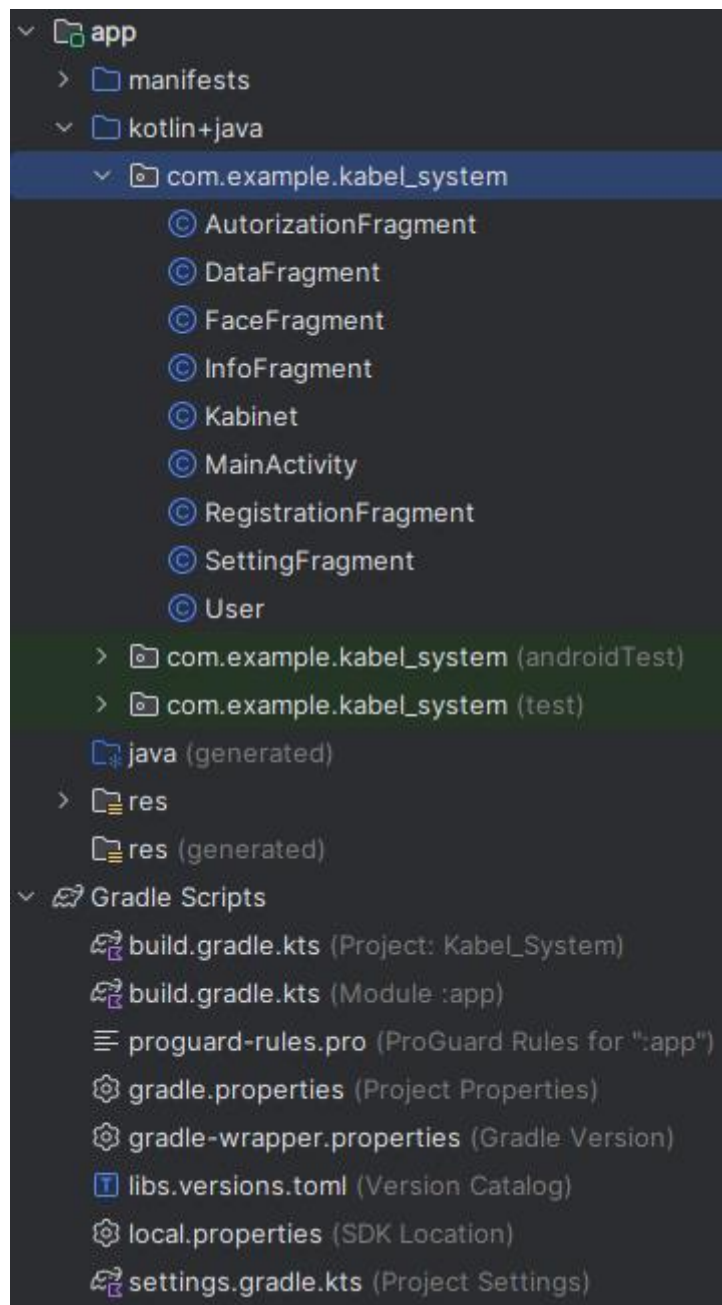 app
manifests
kotlin+java
com.example.kabel_system
AutorizationFragment
DataFragment
FaceFragment
InfoFragment
Kabinet
MainActivity
RegistrationFragment
SettingFragment
User
com.example.kabel_system (androidTest)
com.example.kabel_system (test)
java (generated)
res
res (generated)
Gradle Scripts
build.gradle.kts (Project: Kabel_System)
build.gradle.kts (Module :app)
proguard-rules.pro (ProGuard Rules for ":app")
gradle.properties (Project Properties)
gradle-wrapper.properties (Gradle Version)
libs.versions.toml (Version Catalog)
local.properties (SDK Location)
settings.gradle.kts (Project Settings)